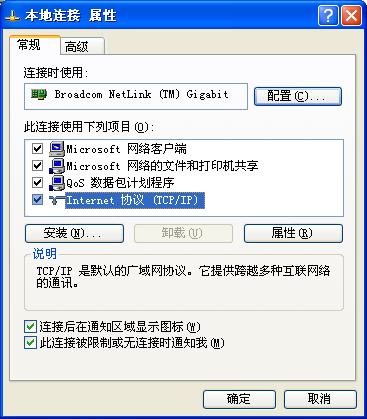 本地连接 属性
常规
高级
连接时使用:
Broadcom NetLink (TM) Gigabit
配置(C)...
此连接使用下列项目(O):
Microsoft 网络客户端
Microsoft 网络的文件和打印机共享
QoS 数据包计划程序
Internet 协议 (TCP/IP)
安装(N)...
卸载(U)
属性(R)
说明
TCP/IP 是默认的广域网协议。它提供跨越多种互联网络
的通讯。
连接后在通知区域显示图标(W)
此连接被限制或无连接时通知我(M)
确定
取消